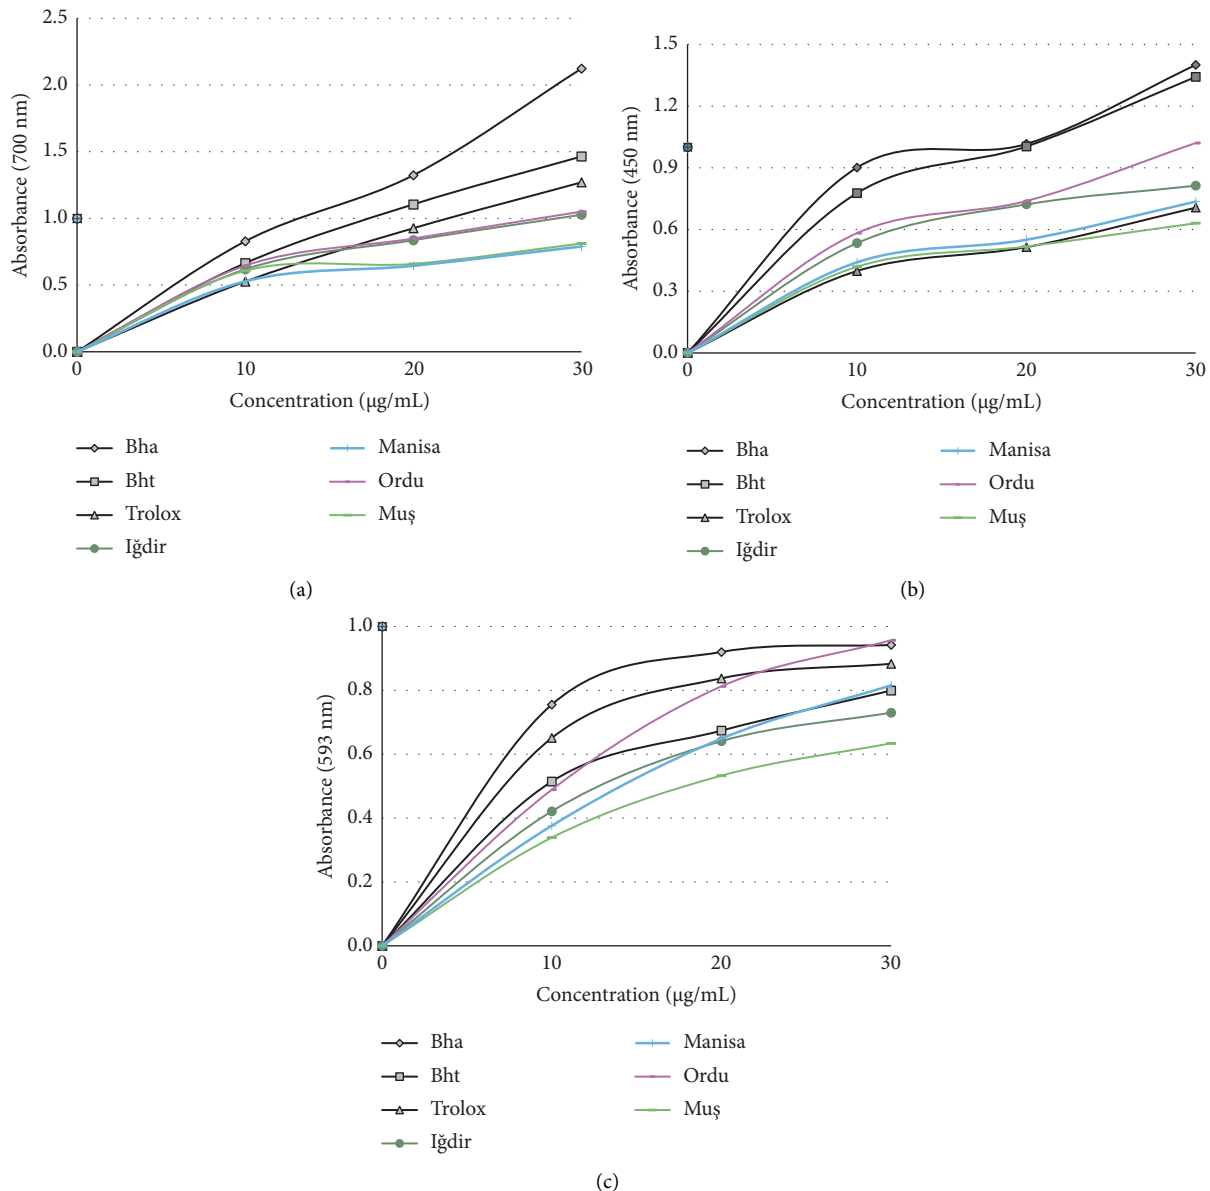 Absorbance (700 nm)
2.5
2.0
1.5
1.0
0.5
0.0
0 10 20 30
Concentration (µg/mL)
Bha
Bht
Trolox
Iğdir
Manisa
Ordu
Muş
(a)
Absorbance (450 nm)
1.5
1.2
0.9
0.6
0.3
0.0
0 10 20 30
Concentration (µg/mL)
Bha
Bht
Trolox
Iğdir
Manisa
Ordu
Muş
(b)
Absorbance (593 nm)
1.0
0.8
0.6
0.4
0.2
0.0
0 10 20 30
Concentration (µg/mL)
Bha
Bht
Trolox
Iğdir
Manisa
Ordu
Muş
(c)